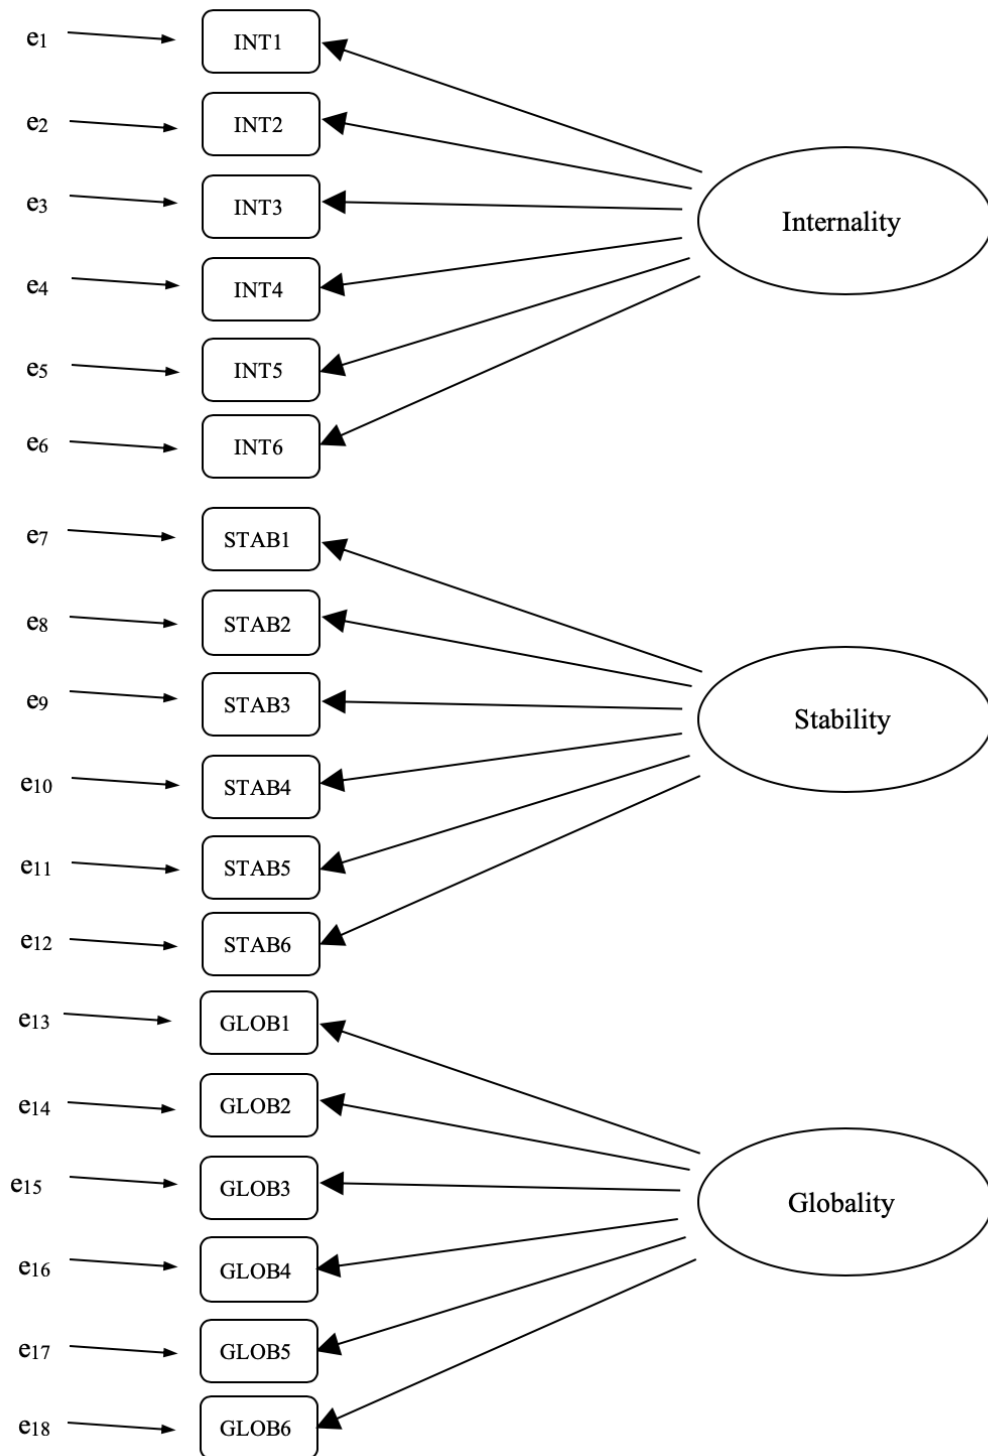 e1 INT1
e2 INT2
e3 INT3
Internality
e4 INT4
e5 INT5
e6 INT6
e7 STAB1
e8 STAB2
e9 STAB3
Stability
e10 STAB4
e11 STAB5
e12 STAB6
e13 GLOB1
e14 GLOB2
e15 GLOB3
Globality
e16 GLOB4
e17 GLOB5
e18 GLOB6